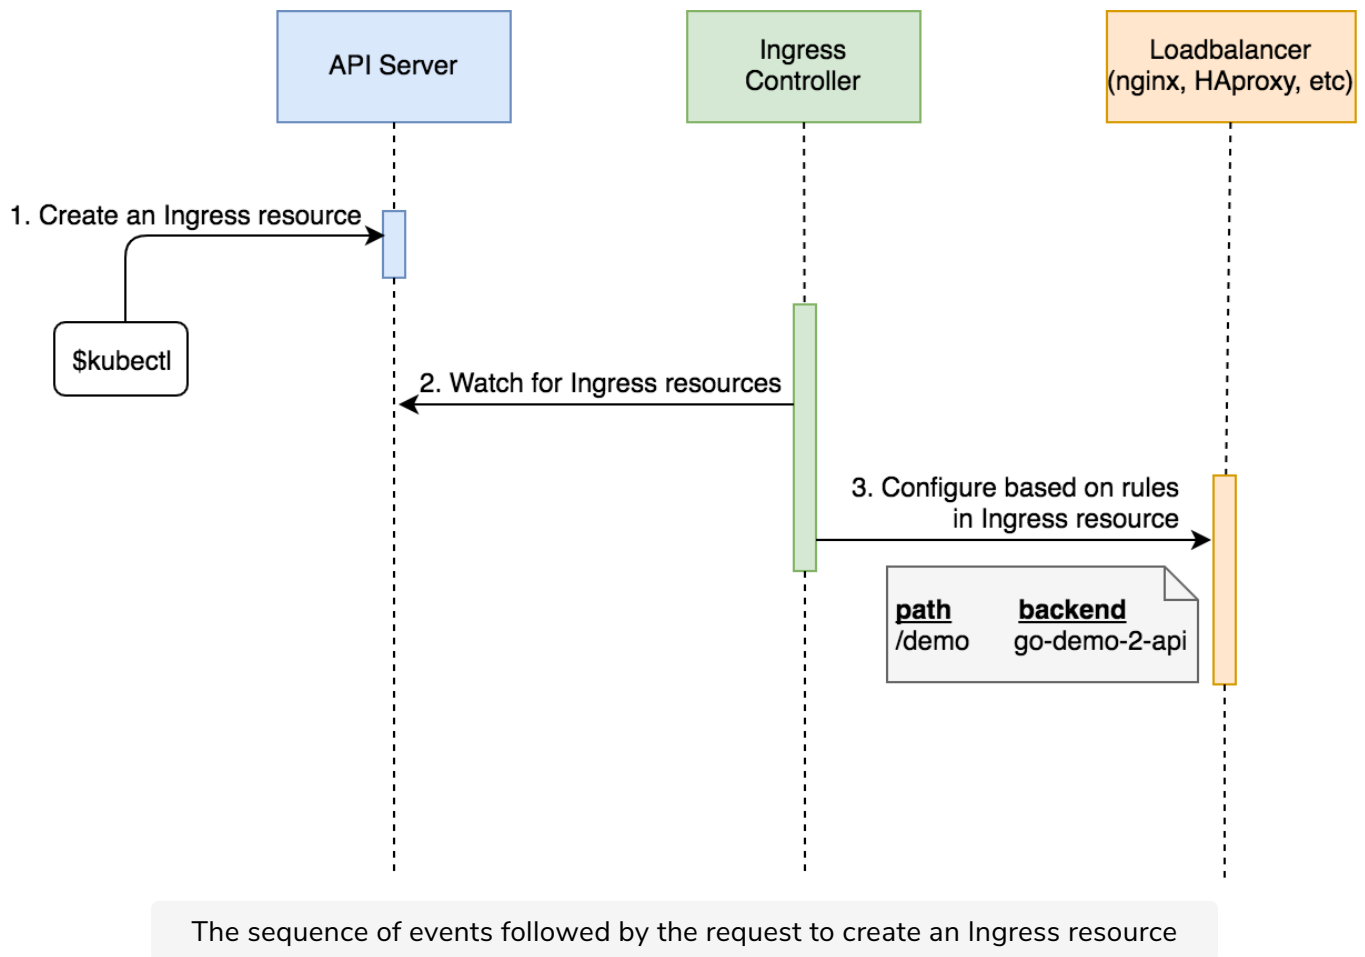 API Server
Ingress
Controller
Loadbalancer
(nginx, HAproxy, etc)
1. Create an Ingress resource
$kubectl
2. Watch for Ingress resources
3. Configure based on rules
in Ingress resource
path backend
/demo go-demo-2-api
The sequence of events followed by the request to create an Ingress resource